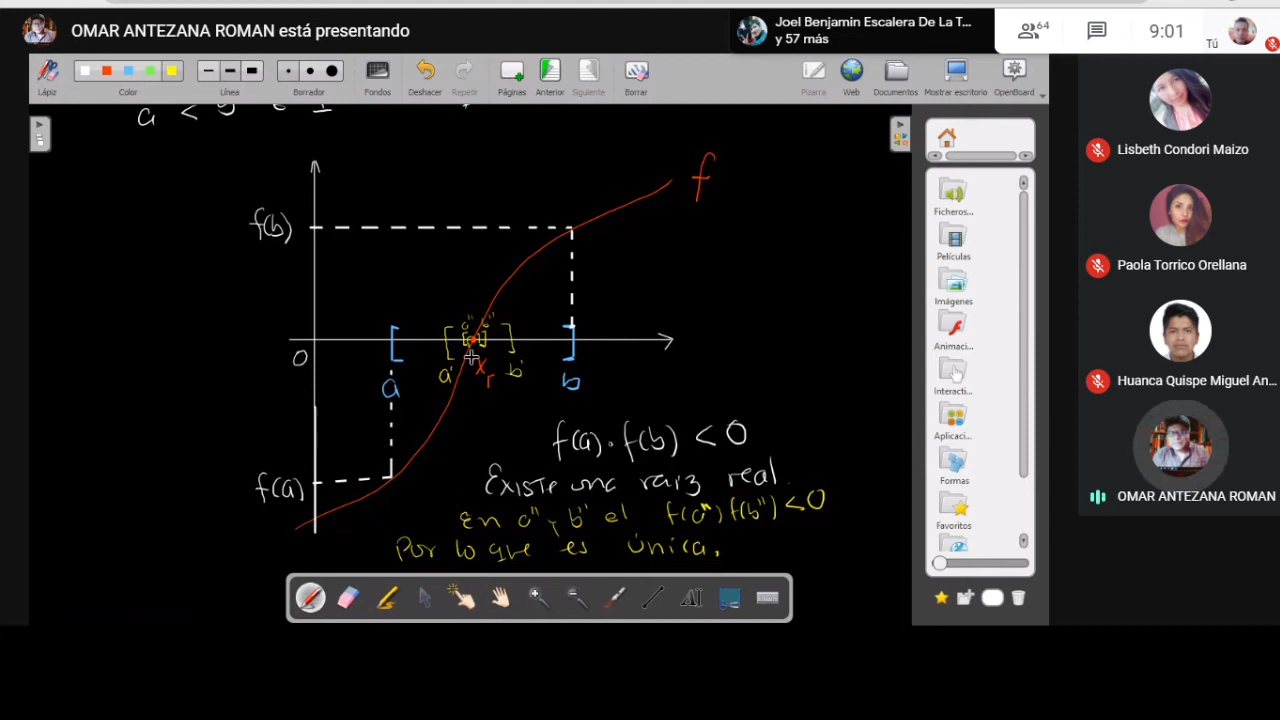 OMAR ANTEZANA ROMAN está presentando
Joel Benjamin Escalera De La T...
y 57 más
64
9:01
Tú
Lápiz
Color
Línea
Borrador
Fondos
Deshacer
Repetir
Páginas
Anterior
Siguiente
Borrar
Pizarra
Web
Documentos
Mostrar escritorio
OpenBoard
a <
f
f(b)
0
a
a'
a"
b"
xr
b'
b
f(a)
f(a)·f(b) < 0
Existe una raiz real.
En a" y b" el f(a") f(b") < 0
Por lo que es única.
AI
Ficheros...
Películas
Imágenes
Animaci...
Interacti...
Aplicaci...
Formas
Favoritos
Lisbeth Condori Maizo
Paola Torrico Orellana
Huanca Quispe Miguel An...
OMAR ANTEZANA ROMAN